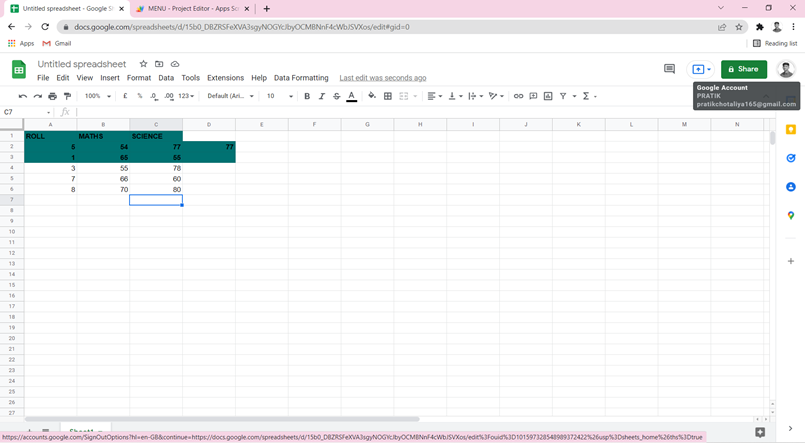 Untitled spreadsheet - Google Sh
MENU - Project Editor - Apps Sc
docs.google.com/spreadsheets/d/15b0_DBZRSFeXVA3sgyNOGYcJbyOCMBNnF4cWbJSVXos/edit#gid=0
Apps Gmail Reading list
Untitled spreadsheet
File Edit View Insert Format Data Tools Extensions Help Data Formatting Last edit was seconds ago
Share
Google Account
PRATIK
pratikchotaliya165@gmail.com
100% £ % .0 .00 123 Default (Ari... 10 B I S A
C7 fx
A B C D E F G H I J K L M N
1 ROLL MATHS SCIENCE
2 5 54 77 77
3 1 65 55
4 3 55 78
5 7 66 60
6 8 70 80
7
8
9
10
11
12
13
14
15
16
17
18
19
20
21
22
23
24
25
26
27
Sheet1
https://accounts.google.com/SignOutOptions?hl=en-GB&continue=https://docs.google.com/spreadsheets/d/15b0_DBZRSFeXVA3sgyNOGYcJbyOCMBNnF4cWbJSVXos/edit%3Fouid%3D101597328548989372422%26usp%3Dsheets_home%26ths%3Dtrue